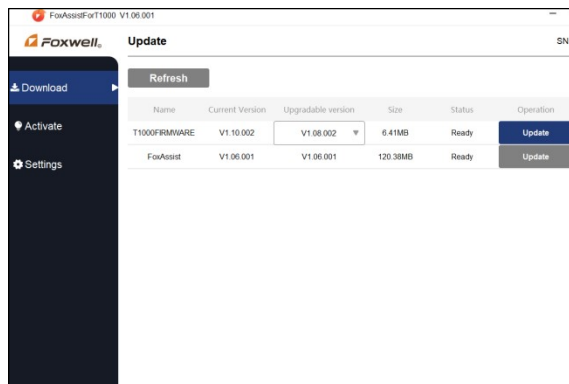 FoxAssistForT1000 V1.06.001
FOXWELL®
Update
SN
Download
Refresh
Name Current Version Upgradable version Size Status Operation
Activate
T1000FIRMWARE V1.10.002 V1.08.002 6.41MB Ready Update
FoxAssist V1.06.001 V1.06.001 120.38MB Ready Update
Settings